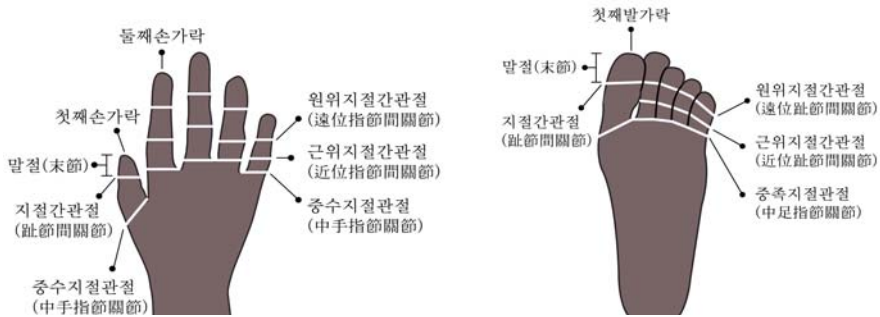 둘째손가락
첫째손가락
말절(末節)
지절간관절
(趾節間關節)
중수지절관절
(中手指節關節)
원위지절간관절
(遠位指節間關節)
근위지절간관절
(近位指節間關節)
중수지절관절
(中手指節關節)
첫째발가락
말절(末節)
지절간관절
(趾節間關節)
원위지절간관절
(遠位趾節間關節)
근위지절간관절
(近位趾節間關節)
중족지절관절
(中足指節關節)